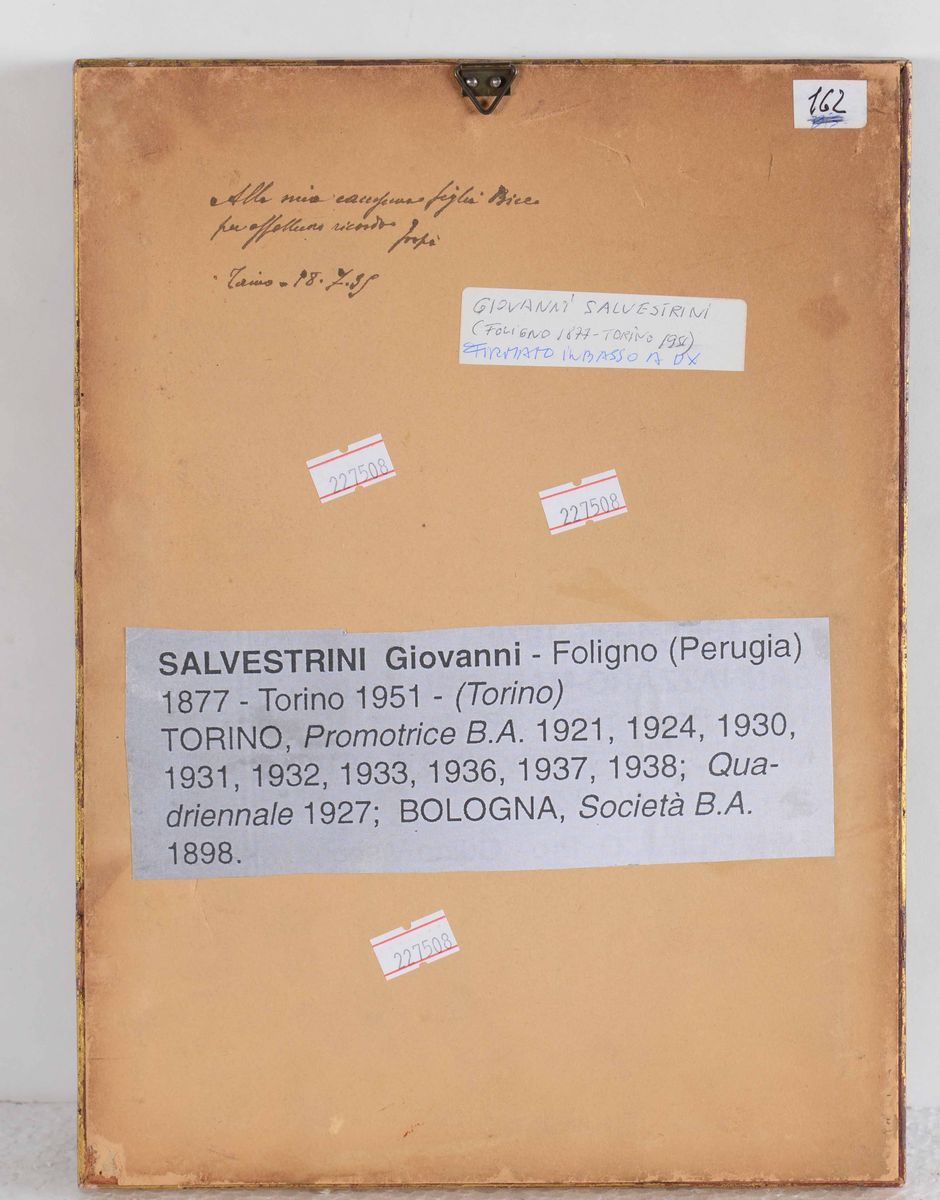 162
Alla mia figlia Bice
per ricordo
Torino - 18.7.35
GIOVANNI SALVESTRINI
(FOLIGNO 1877 - TORINO 1951)
FIRMATO IN BASSO A DX
227508
227508
SALVESTRINI Giovanni - Foligno (Perugia)
1877 - Torino 1951 - (Torino)
TORINO, Promotrice B.A. 1921, 1924, 1930,
1931, 1932, 1933, 1936, 1937, 1938; Qua-
driennale 1927; BOLOGNA, Società B.A.
1898.
227508